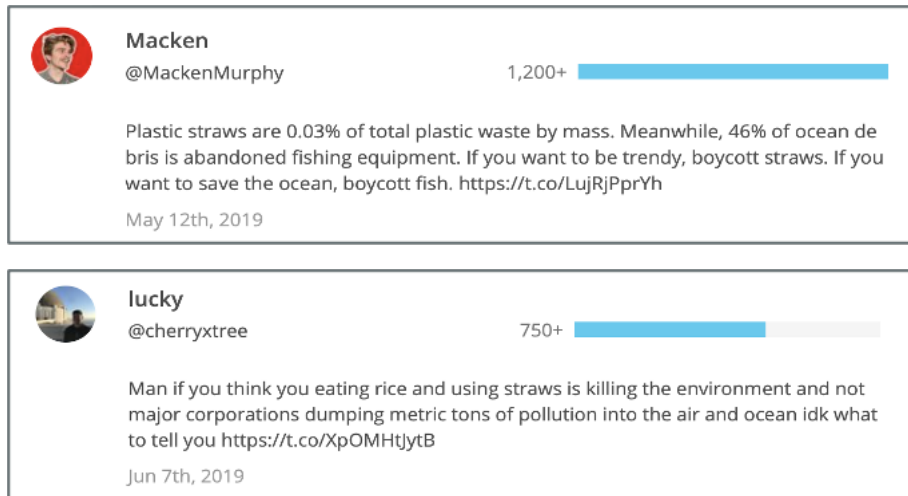 Macken
@MackenMurphy
1,200+
Plastic straws are 0.03% of total plastic waste by mass. Meanwhile, 46% of ocean de
bris is abandoned fishing equipment. If you want to be trendy, boycott straws. If you
want to save the ocean, boycott fish. https://t.co/LujRjPprYh
May 12th, 2019
lucky
@cherryxtree
750+
Man if you think you eating rice and using straws is killing the environment and not
major corporations dumping metric tons of pollution into the air and ocean idk what
to tell you https://t.co/XpOMHtJytB
Jun 7th, 2019